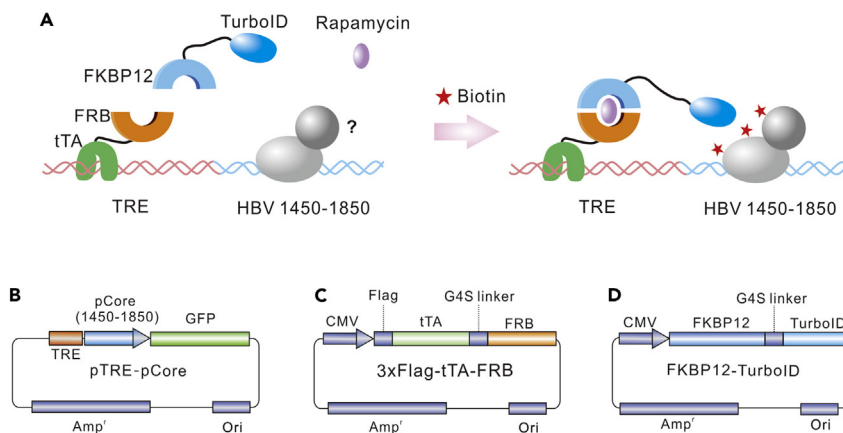 A
TurboID
Rapamycin
FKBP12
FRB
tTA
?
TRE
HBV 1450-1850
Biotin
TRE
HBV 1450-1850
B
pCore
(1450-1850)
GFP
TRE
pTRE-pCore
Ampʳ
Ori
C
Flag
G4S linker
CMV
tTA
FRB
3xFlag-tTA-FRB
Ampʳ
Ori
D
G4S linker
CMV
FKBP12
TurboID
FKBP12-TurboID
Ampʳ
Ori